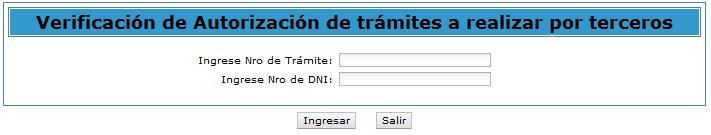 Verificación de Autorización de trámites a realizar por terceros
Ingrese Nro de Trámite:
Ingrese Nro de DNI:
Ingresar Salir